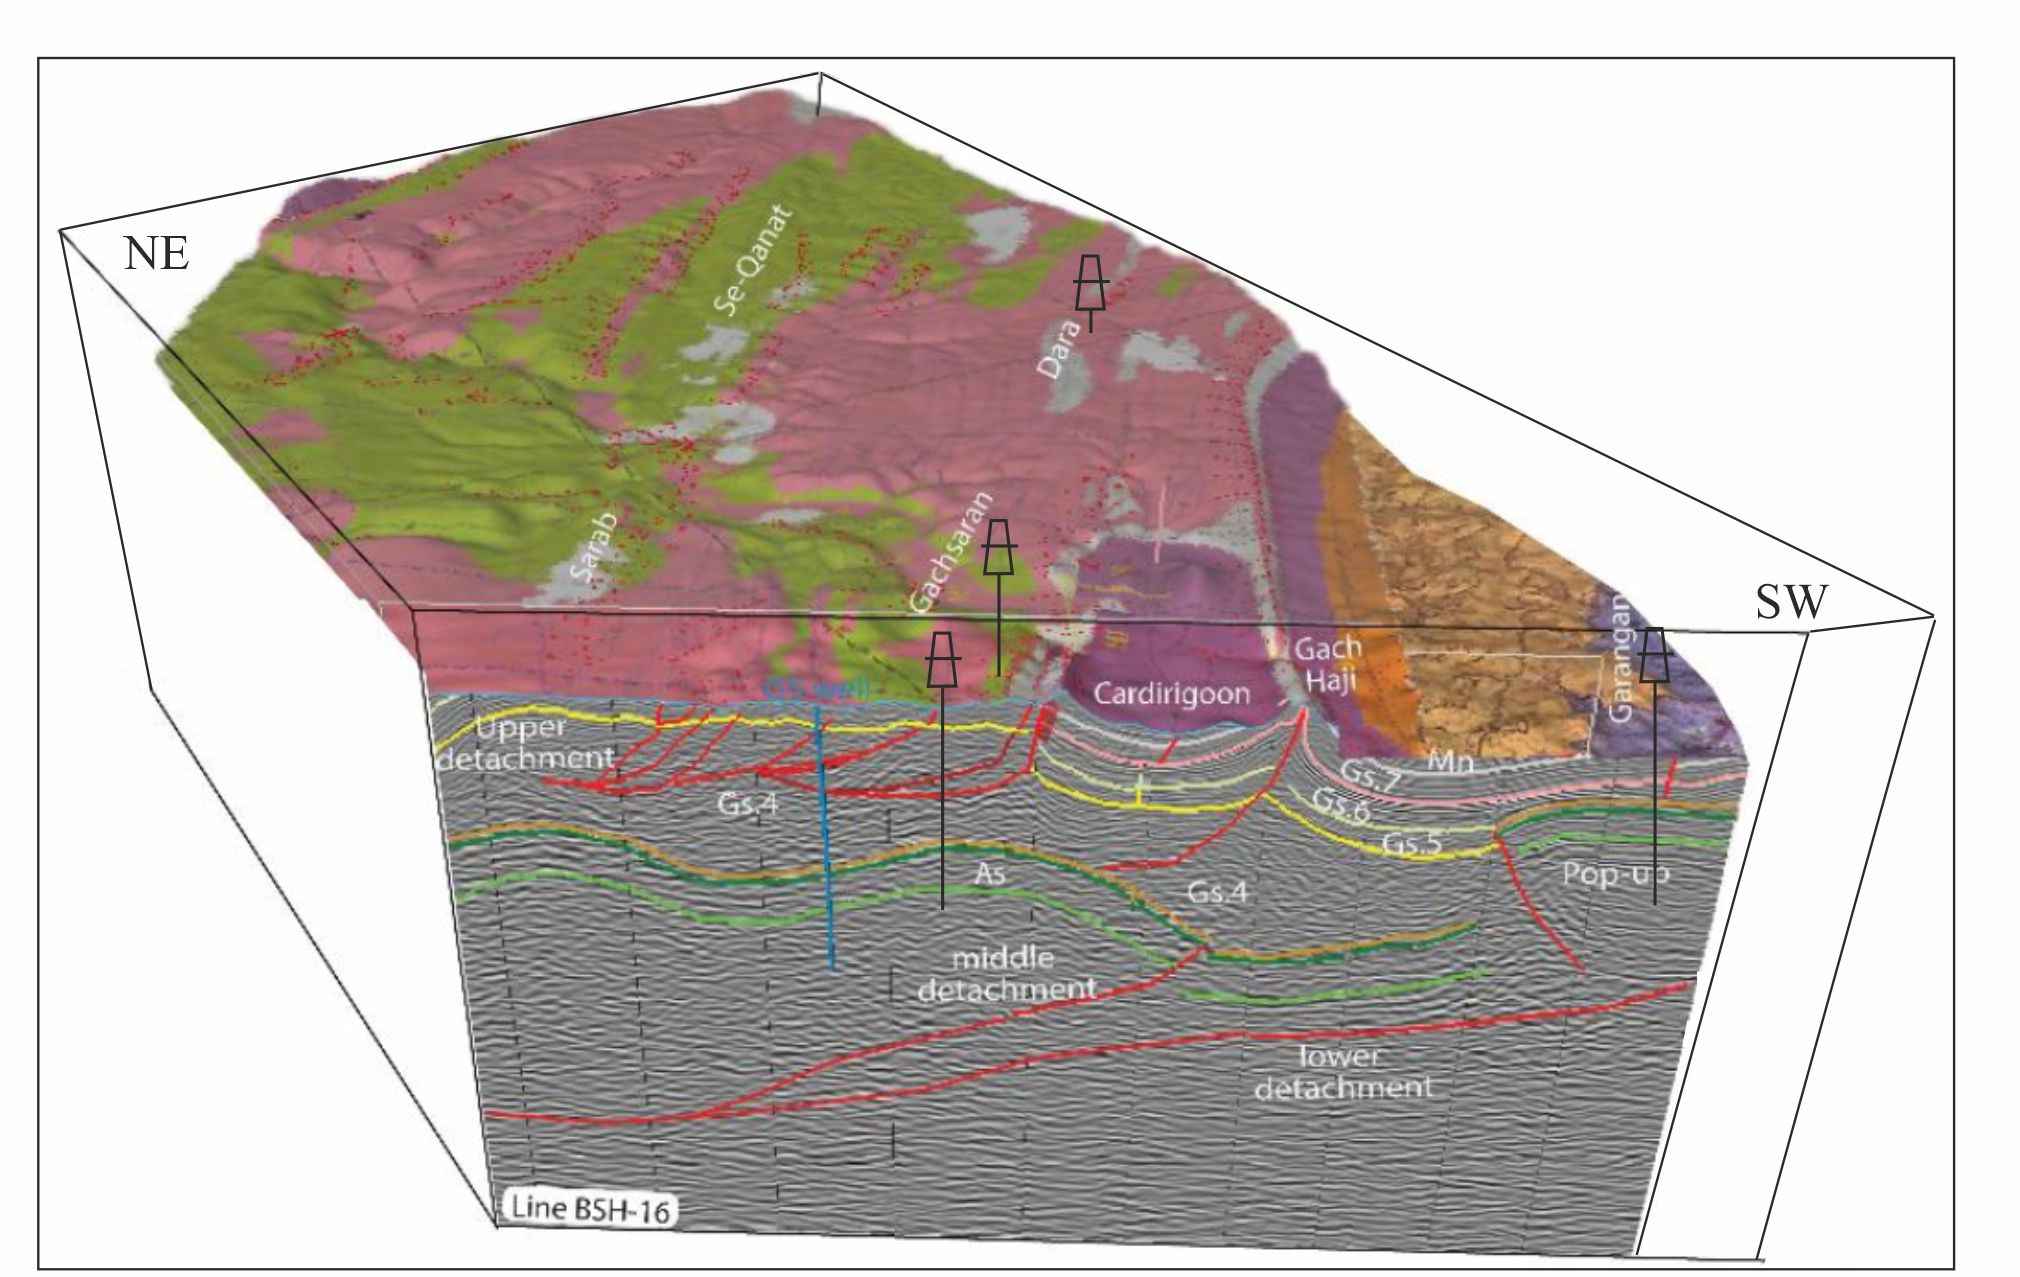 NE
Se-Qanat
Dara
Sarab
Gachsaran
SW
Garangan
Gach
Haji
Cardirigoon
GS well
Upper
detachment
Mn
Gs.7
Gs.6
Gs.5
Gs.4
As
Gs.4
Pop-up
middle
detachment
lower
detachment
Line BSH-16